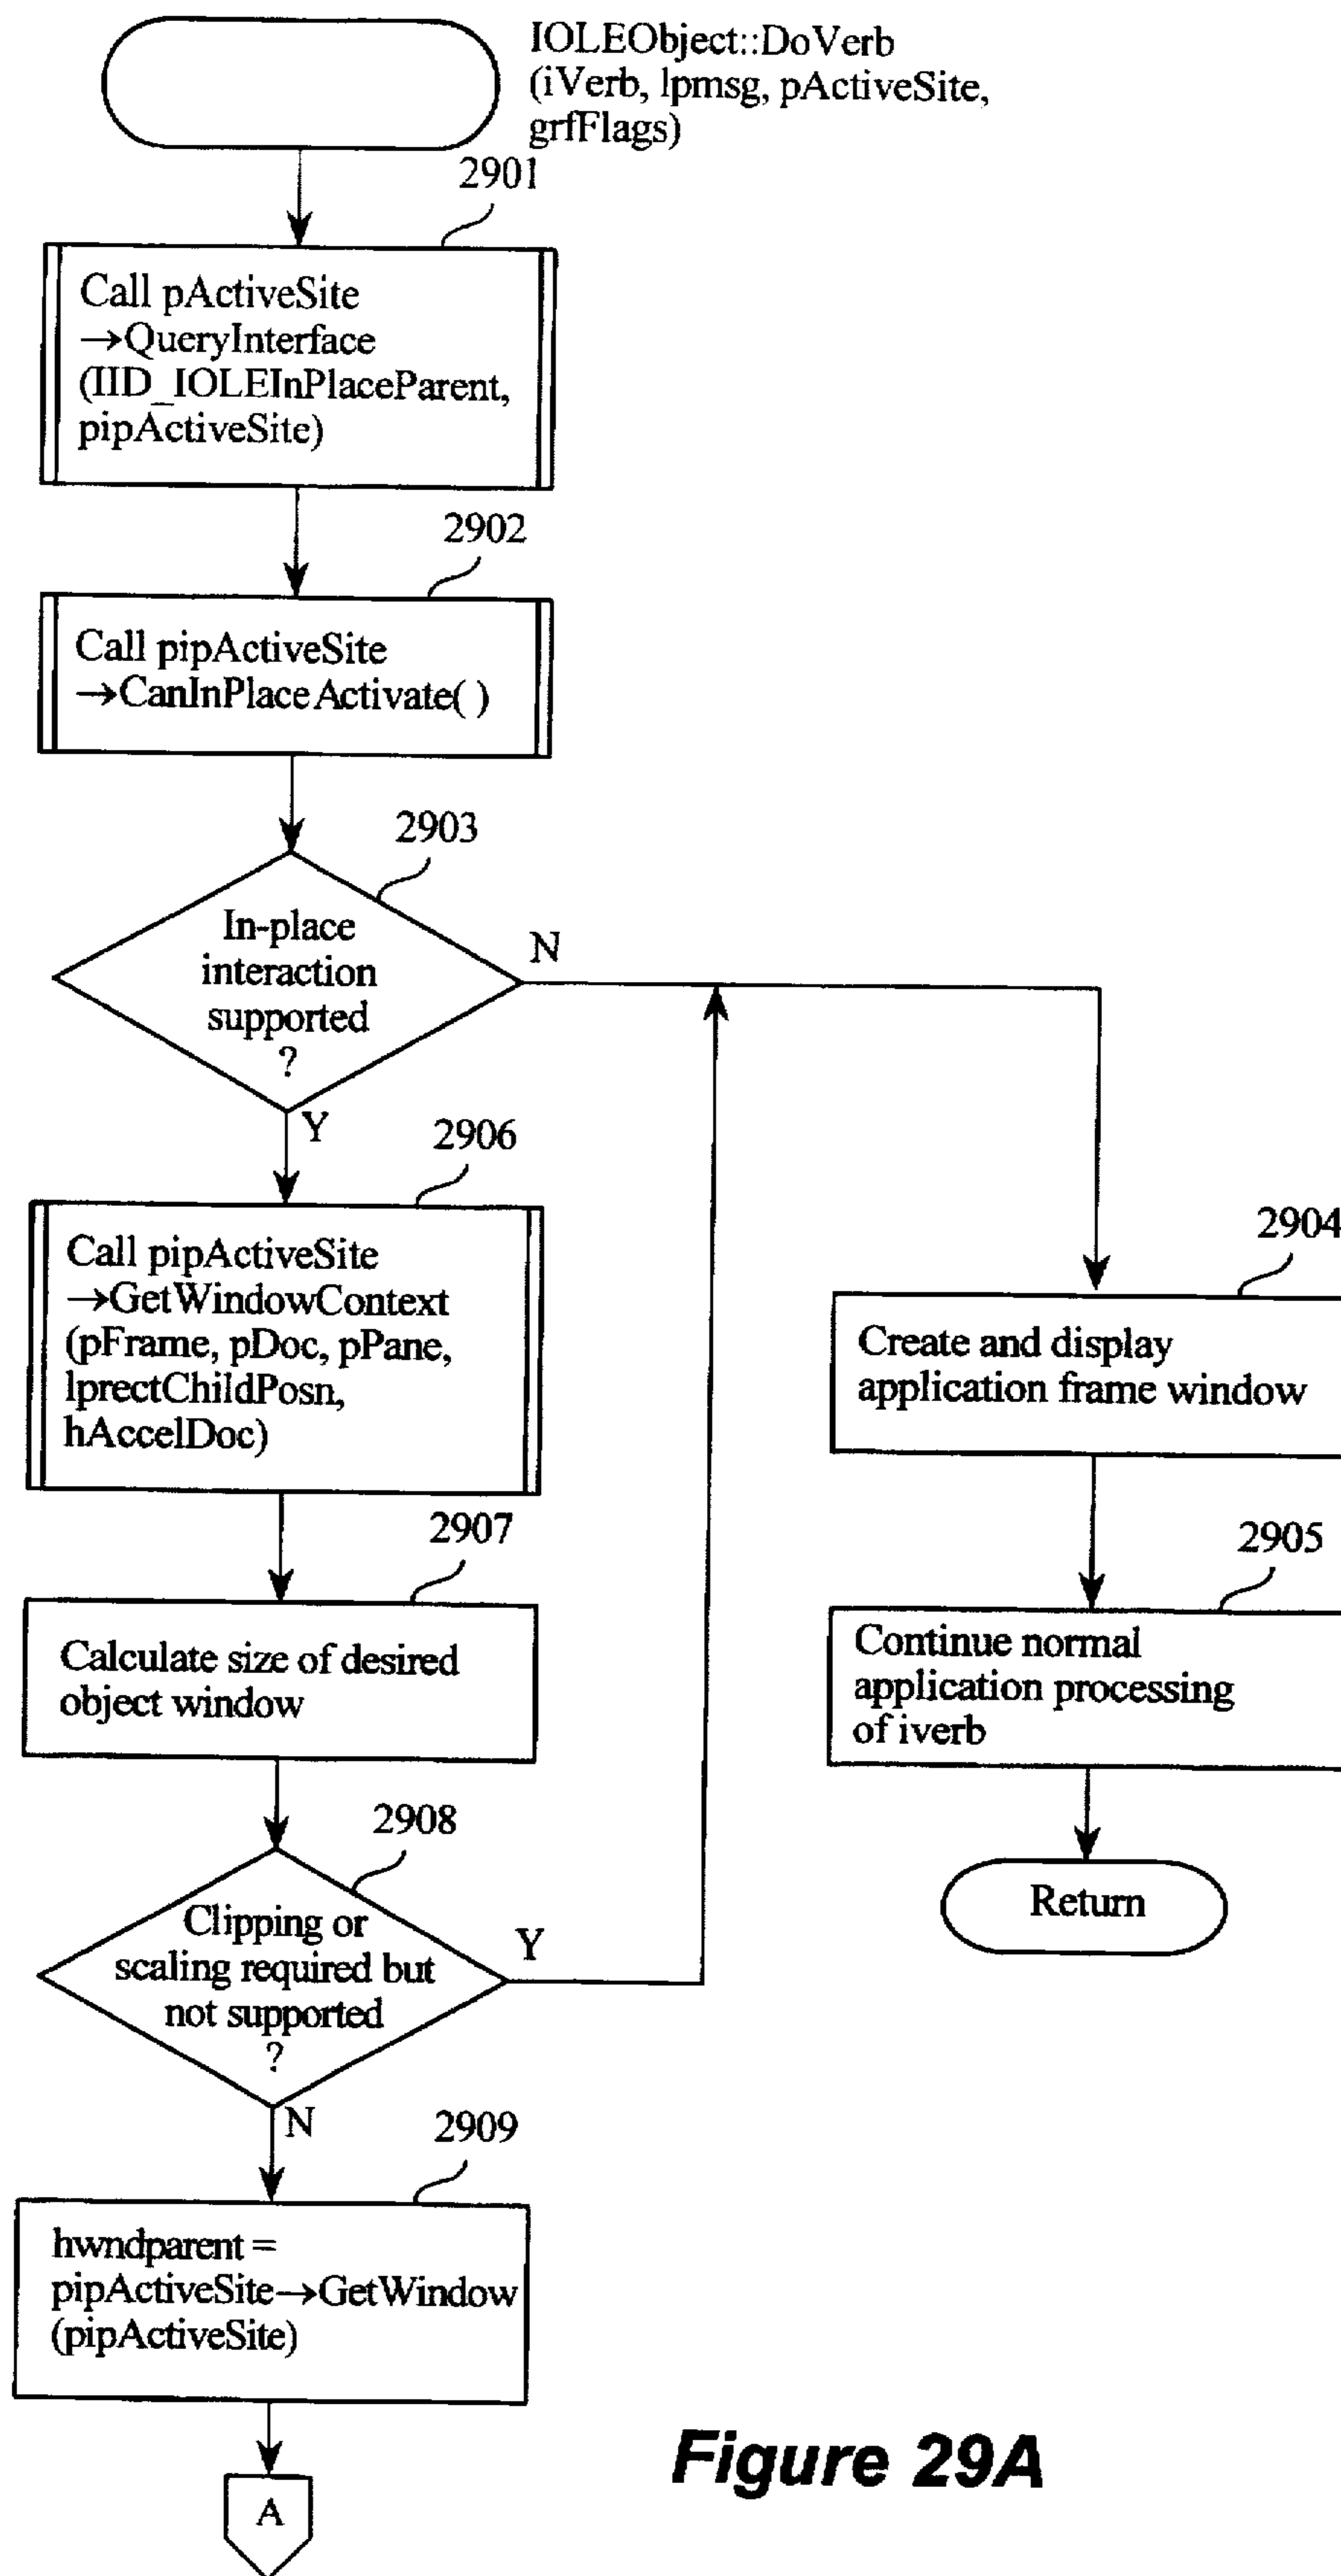 IOLEObject::DoVerb
(iVerb, lpmsg, pActiveSite,
grfFlags)
2901
Call pActiveSite
→QueryInterface
(IID_IOLEInPlaceParent,
pipActiveSite)
2902
Call pipActiveSite
→CanInPlaceActivate( )
2903
In-place
interaction
supported
?
N
Y
2906
Call pipActiveSite
→GetWindowContext
(pFrame, pDoc, pPane,
lprectChildPosn,
hAccelDoc)
2904
Create and display
application frame window
2907
Calculate size of desired
object window
2905
Continue normal
application processing
of iverb
2908
Clipping or
scaling required but
not supported
?
Y
N
Return
2909
hwndparent =
pipActiveSite→GetWindow
(pipActiveSite)
A
Figure 29A